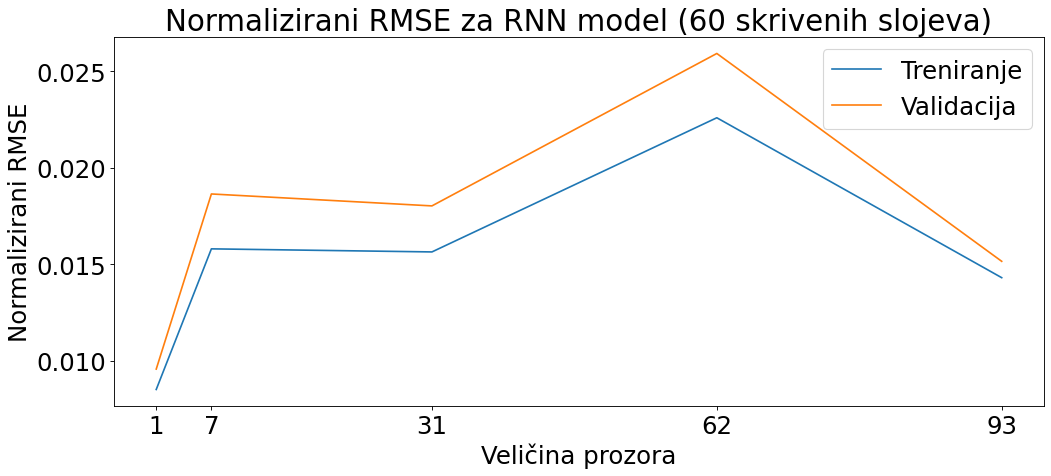 Normalizirani RMSE za RNN model (60 skrivenih slojeva)
Treniranje
Validacija
Normalizirani RMSE
0.025
0.020
0.015
0.010
1 7 31 62 93
Veličina prozora